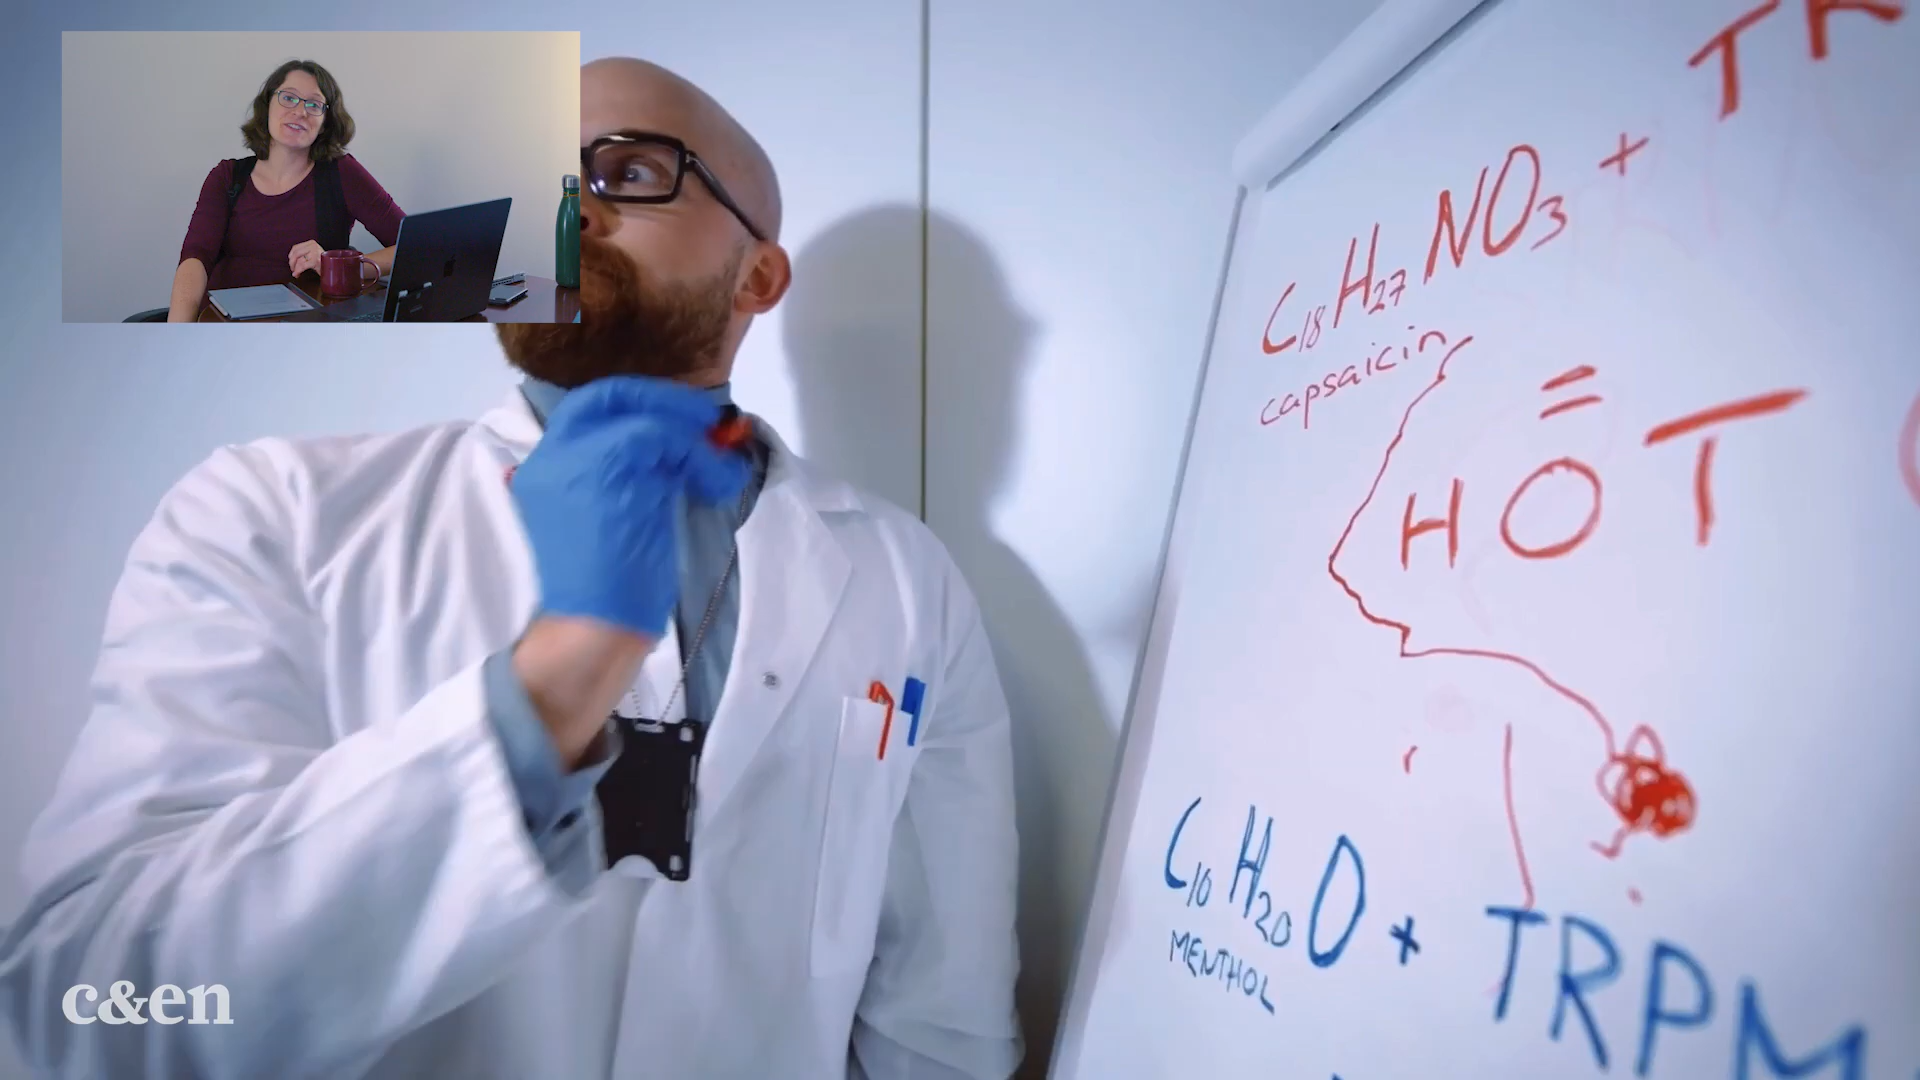 TR
C₁₈H₂₇NO₃ +
capsaicin
=
HOT
C₁₀H₂₀O +
MENTHOL
TRPM
c&en